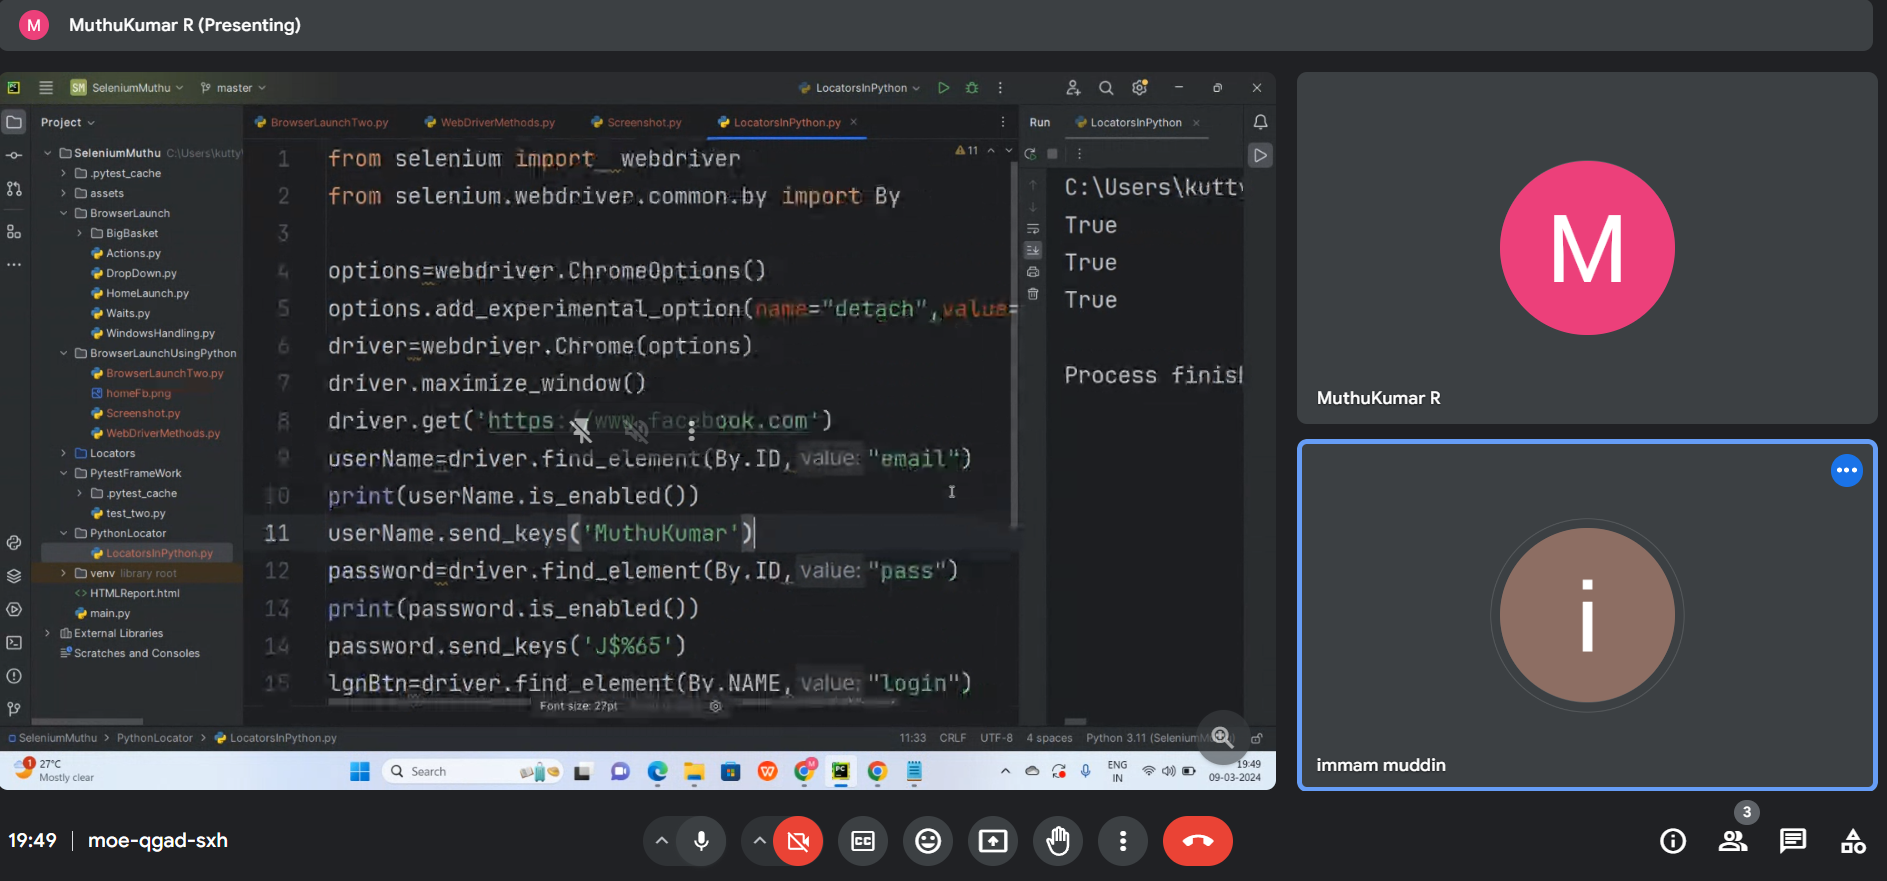 M MuthuKumar R (Presenting)
SM SeleniumMuthu master LocatorsInPython
Project
BrowserLaunchTwo.py WebDriverMethods.py Screenshot.py LocatorsInPython.py
Run LocatorsInPython
SeleniumMuthu C:\Users\kutty
.pytest_cache
assets
BrowserLaunch
BigBasket
Actions.py
DropDown.py
HomeLaunch.py
Waits.py
WindowsHandling.py
BrowserLaunchUsingPython
BrowserLaunchTwo.py
homeFb.png
Screenshot.py
WebDriverMethods.py
Locators
PytestFrameWork
.pytest_cache
test_two.py
PythonLocator
LocatorsInPython.py
venv library root
HTMLReport.html
main.py
External Libraries
Scratches and Consoles
11
1 from selenium import webdriver
2 from selenium.webdriver.common.by import By
3
4 options=webdriver.ChromeOptions()
5 options.add_experimental_option(name="detach",value=
6 driver=webdriver.Chrome(options)
7 driver.maximize_window()
8 driver.get('https://www.facebook.com')
9 userName=driver.find_element(By.ID, value: "email")
10 print(userName.is_enabled())
11 userName.send_keys('MuthuKumar')
12 password=driver.find_element(By.ID, value: "pass")
13 print(password.is_enabled())
14 password.send_keys('J$%65')
15 lgnBtn=driver.find_element(By.NAME, value: "login")
Font size: 27pt
C:\Users\kutty
True
True
True
Process finish
SeleniumMuthu > PythonLocator > LocatorsInPython.py
11:33 CRLF UTF-8 4 spaces Python 3.11 (SeleniumM
1 27°C
Mostly clear
Search
ENG
IN
19:49
09-03-2024
M
MuthuKumar R
i
immam muddin
19:49 | moe-qgad-sxh
CC
3